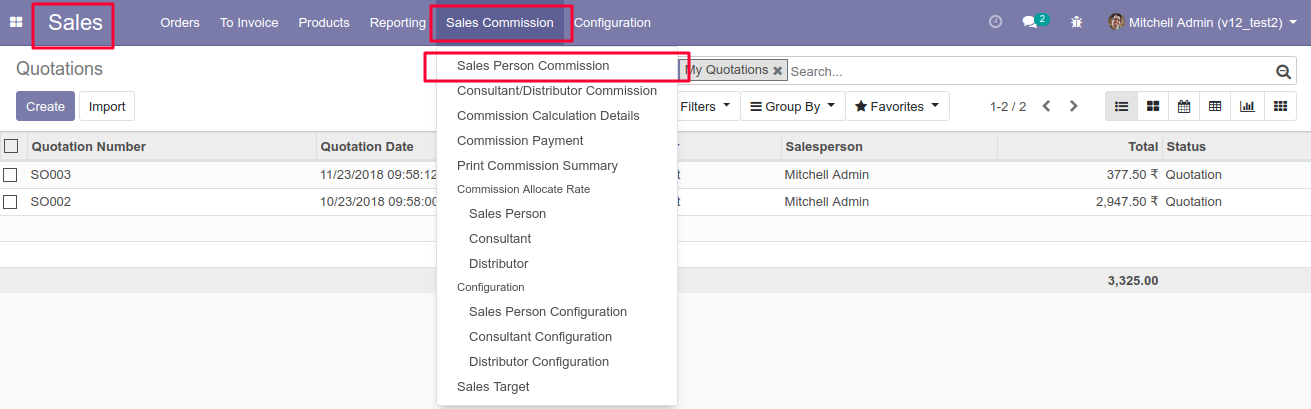 Sales Orders To Invoice Products Reporting Sales Commission Configuration 2 Mitchell Admin (v12_test2)
Quotations
My Quotations Search...
Create Import
Filters Group By Favorites 1-2 / 2
Sales Person Commission
Consultant/Distributor Commission
Commission Calculation Details
Commission Payment
Print Commission Summary
Commission Allocate Rate
Sales Person
Consultant
Distributor
Configuration
Sales Person Configuration
Consultant Configuration
Distributor Configuration
Sales Target
Quotation Number Quotation Date Salesperson Total Status
SO003 11/23/2018 09:58:12 Mitchell Admin 377.50 ₹ Quotation
SO002 10/23/2018 09:58:00 Mitchell Admin 2,947.50 ₹ Quotation
3,325.00